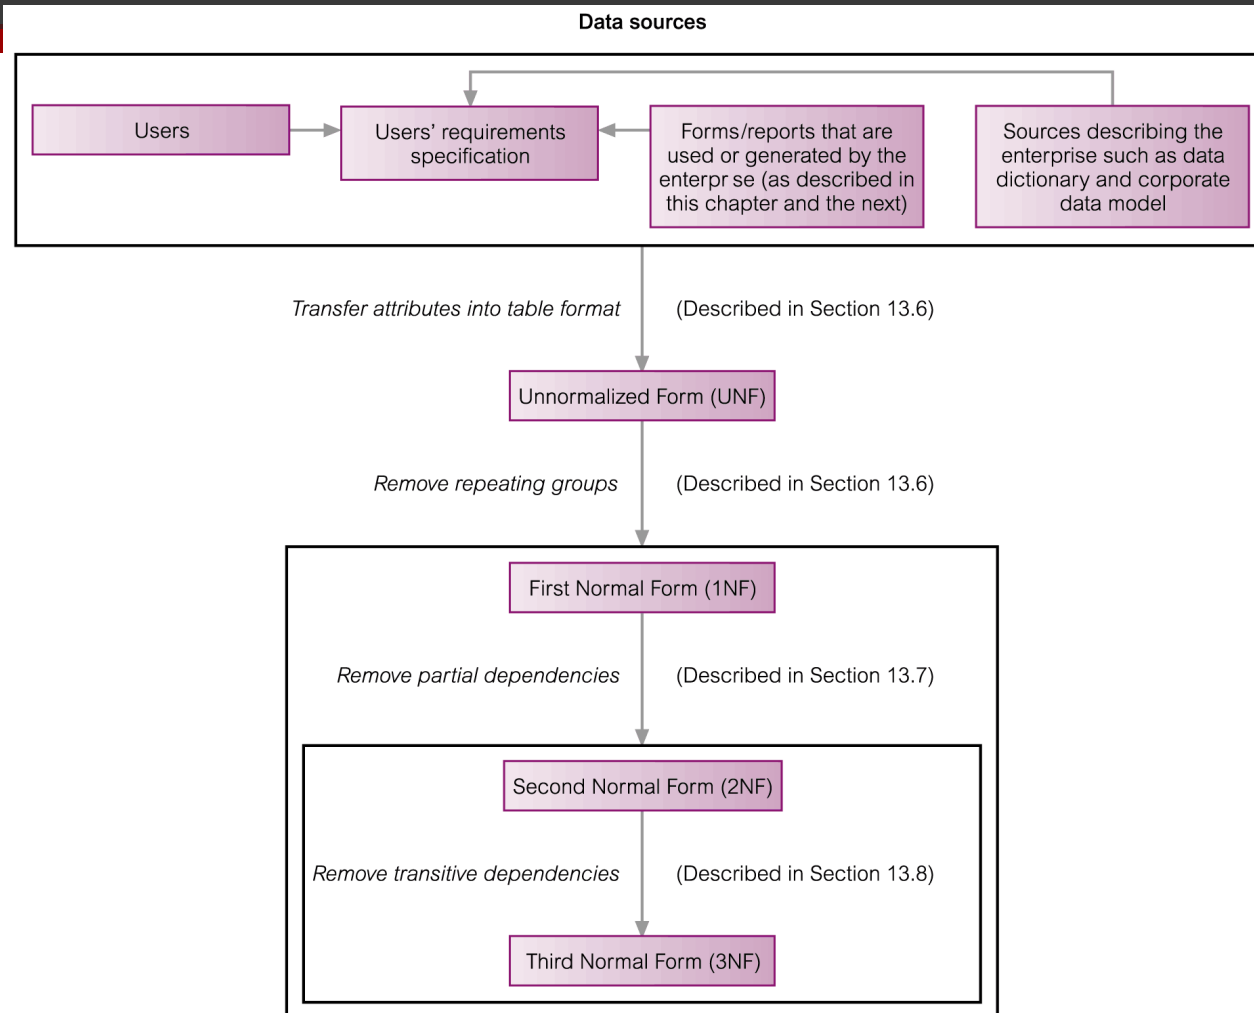 Data sources
Users
Users' requirements
specification
Forms/reports that are
used or generated by the
enterpr se (as described in
this chapter and the next)
Sources describing the
enterprise such as data
dictionary and corporate
data model
Transfer attributes into table format
(Described in Section 13.6)
Unnormalized Form (UNF)
Remove repeating groups
(Described in Section 13.6)
First Normal Form (1NF)
Remove partial dependencies
(Described in Section 13.7)
Second Normal Form (2NF)
Remove transitive dependencies
(Described in Section 13.8)
Third Normal Form (3NF)